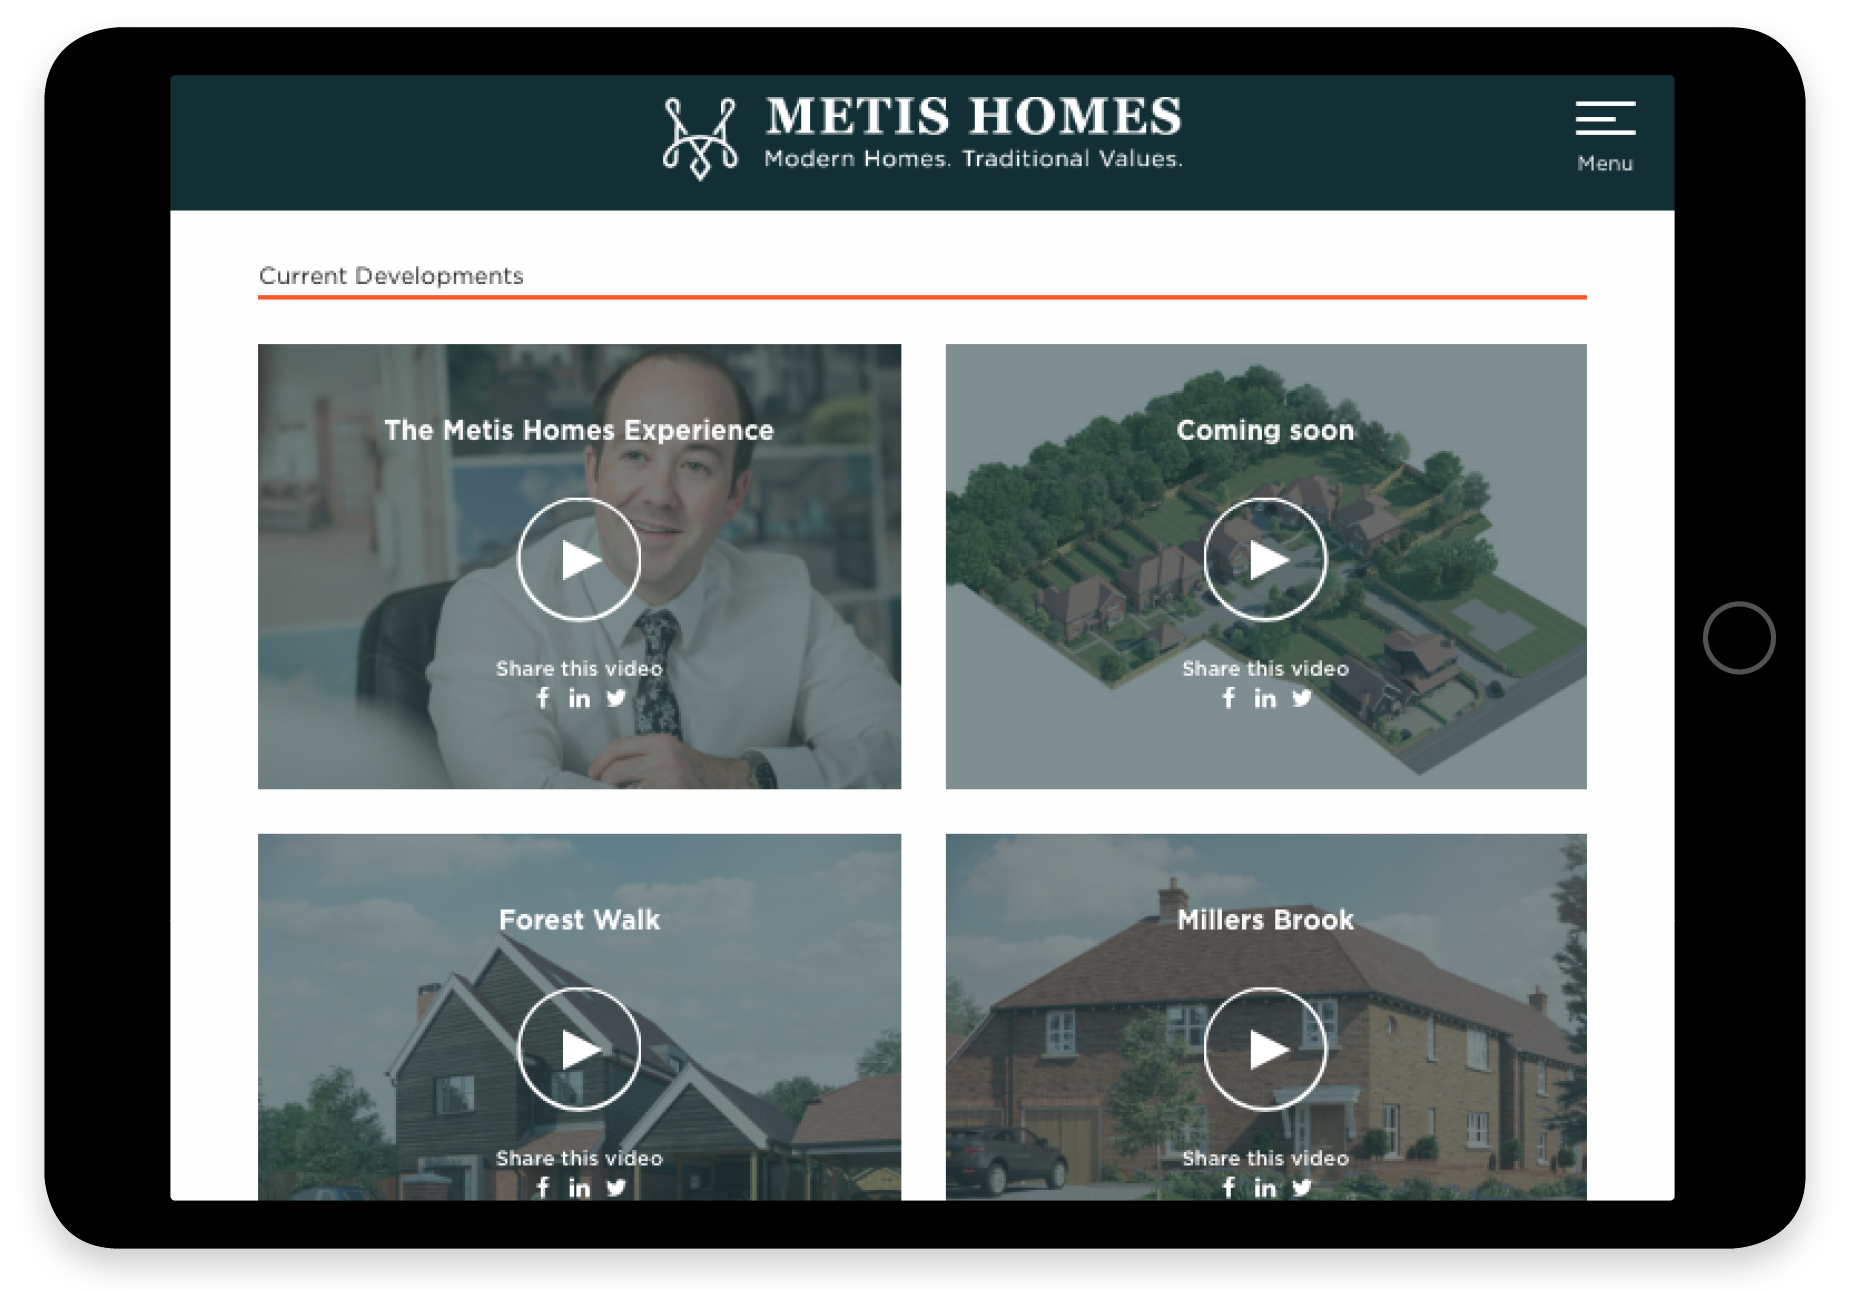 METIS HOMES
Modern Homes. Traditional Values.
Menu
Current Developments
The Metis Homes Experience
Share this video
f in
Coming soon
Share this video
f in
Forest Walk
Share this video
f in
Millers Brook
Share this video
f in